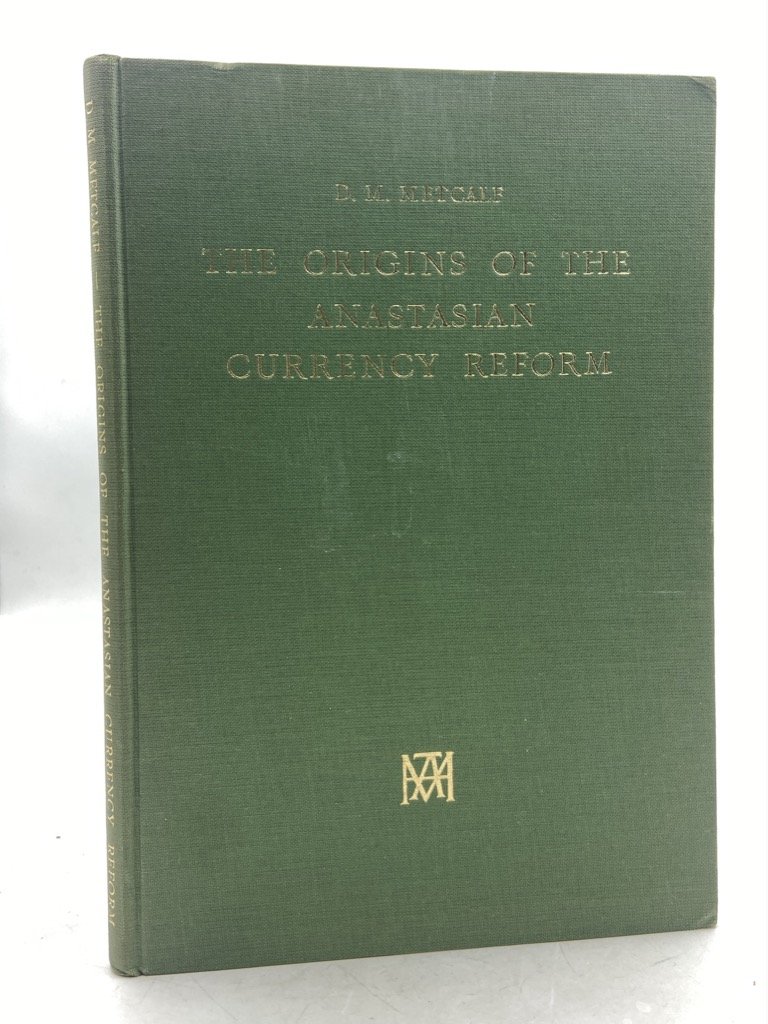 D. M. METCALF
THE ORIGINS OF THE
ANASTASIAN
CURRENCY REFORM
D. M. METCALF THE ORIGINS OF THE ANASTASIAN CURRENCY REFORM